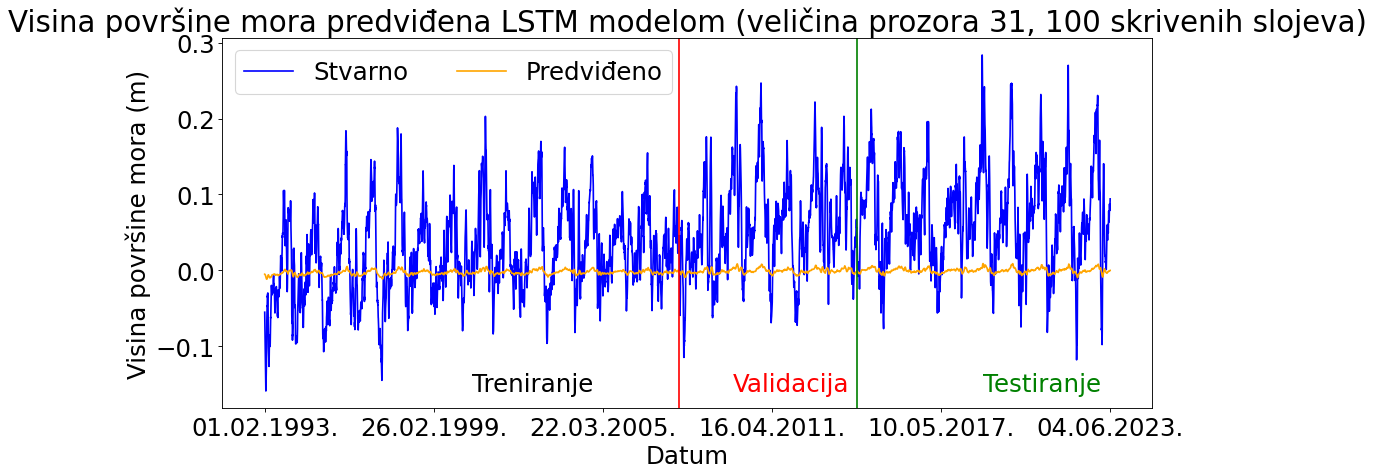 Visina površine mora predviđena LSTM modelom (veličina prozora 31, 100 skrivenih slojeva)
Stvarno Predviđeno
Visina površine mora (m)
0.3
0.2
0.1
0.0
−0.1
Treniranje Validacija Testiranje
01.02.1993. 26.02.1999. 22.03.2005. 16.04.2011. 10.05.2017. 04.06.2023.
Datum